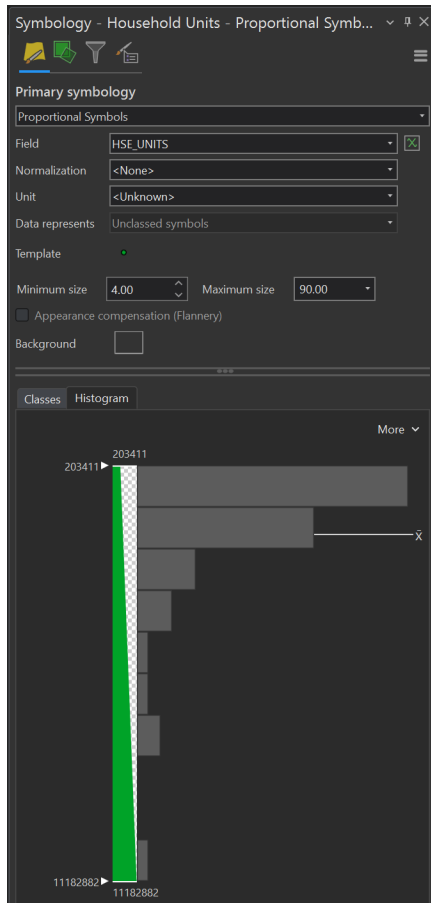 Symbology - Household Units - Proportional Symb...
Primary symbology
Proportional Symbols
Field HSE_UNITS
Normalization <None>
Unit <Unknown>
Data represents Unclassed symbols
Template
Minimum size 4.00 Maximum size 90.00
Appearance compensation (Flannery)
Background
Classes Histogram
More
203411
203411
x̄
11182882
11182882